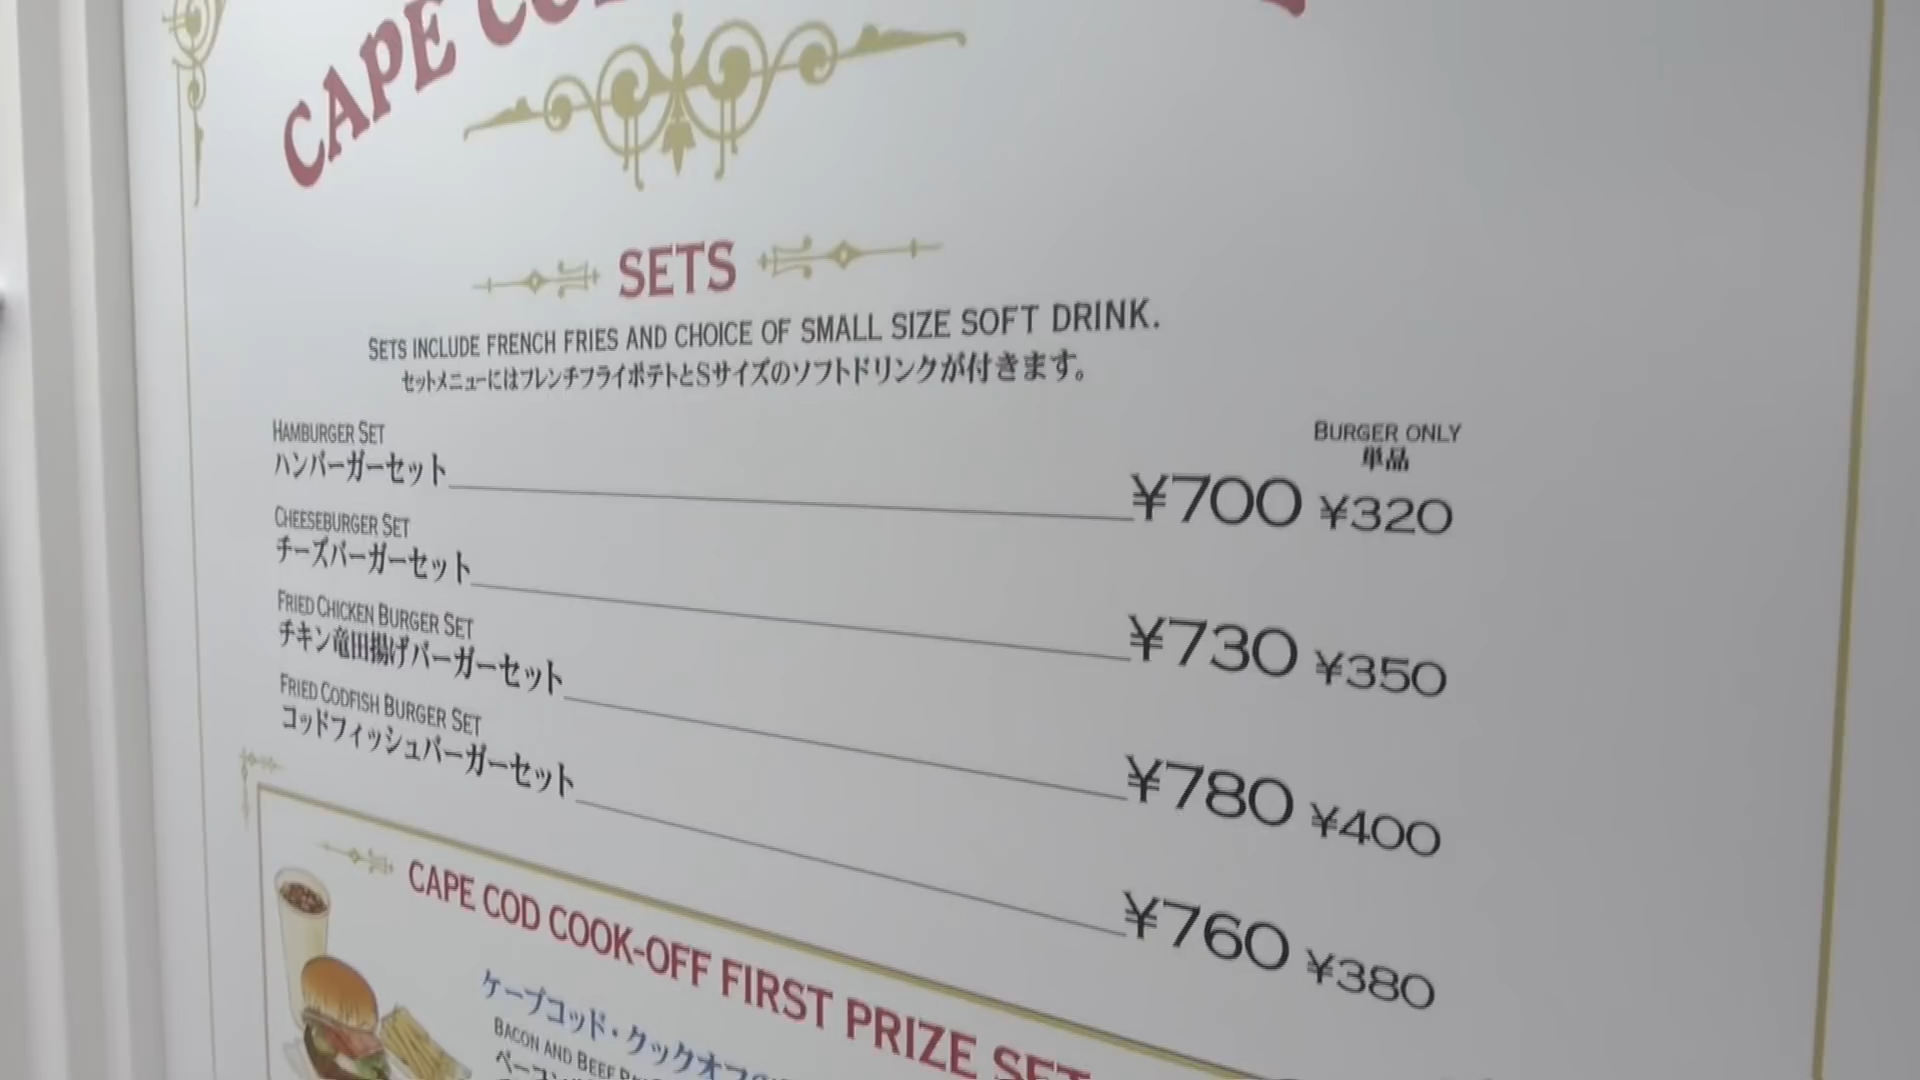 CAPE
SETS
SETS INCLUDE FRENCH FRIES AND CHOICE OF SMALL SIZE SOFT DRINK.
セットメニューにはフレンチフライポテトとSサイズのソフトドリンクが付きます。
BURGER ONLY
単品
HAMBURGER SET
ハンバーガーセット ¥700 ¥320
CHEESEBURGER SET
チーズバーガーセット ¥730 ¥350
FRIED CHICKEN BURGER SET
チキン竜田揚げバーガーセット ¥780 ¥400
FRIED CODFISH BURGER SET
コッドフィッシュバーガーセット ¥760 ¥380
CAPE COD COOK-OFF FIRST PRIZE SET
ケープコッド・クックオフ
BACON AND BEEF
ベーコン